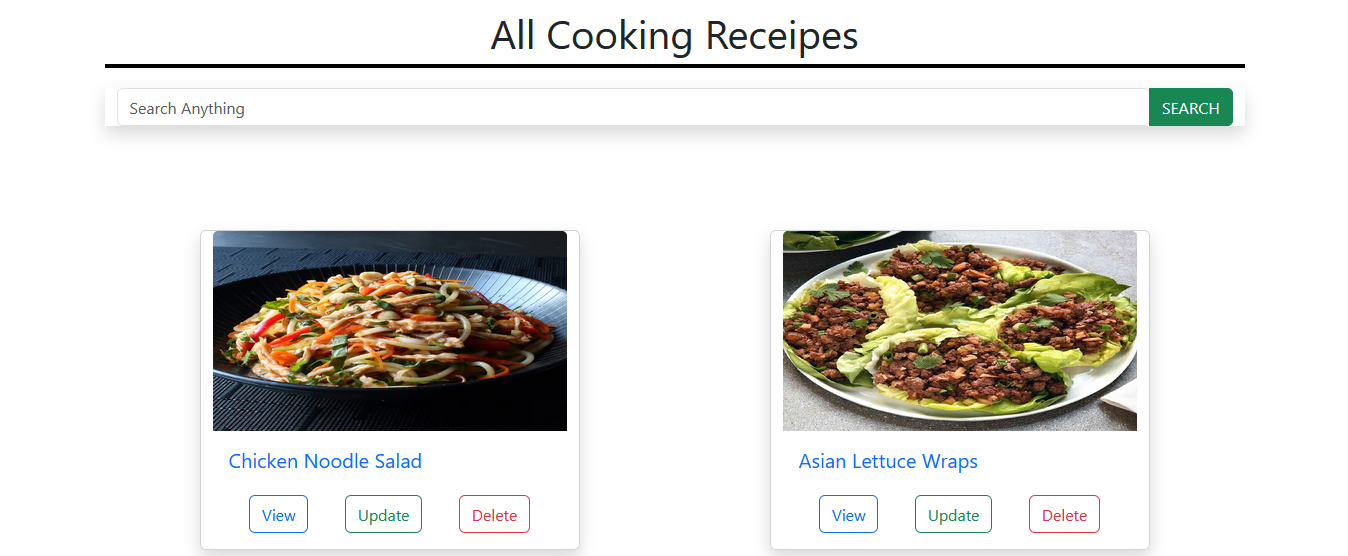 All Cooking Receipes
Search Anything SEARCH
Chicken Noodle Salad
View Update Delete
Asian Lettuce Wraps
View Update Delete